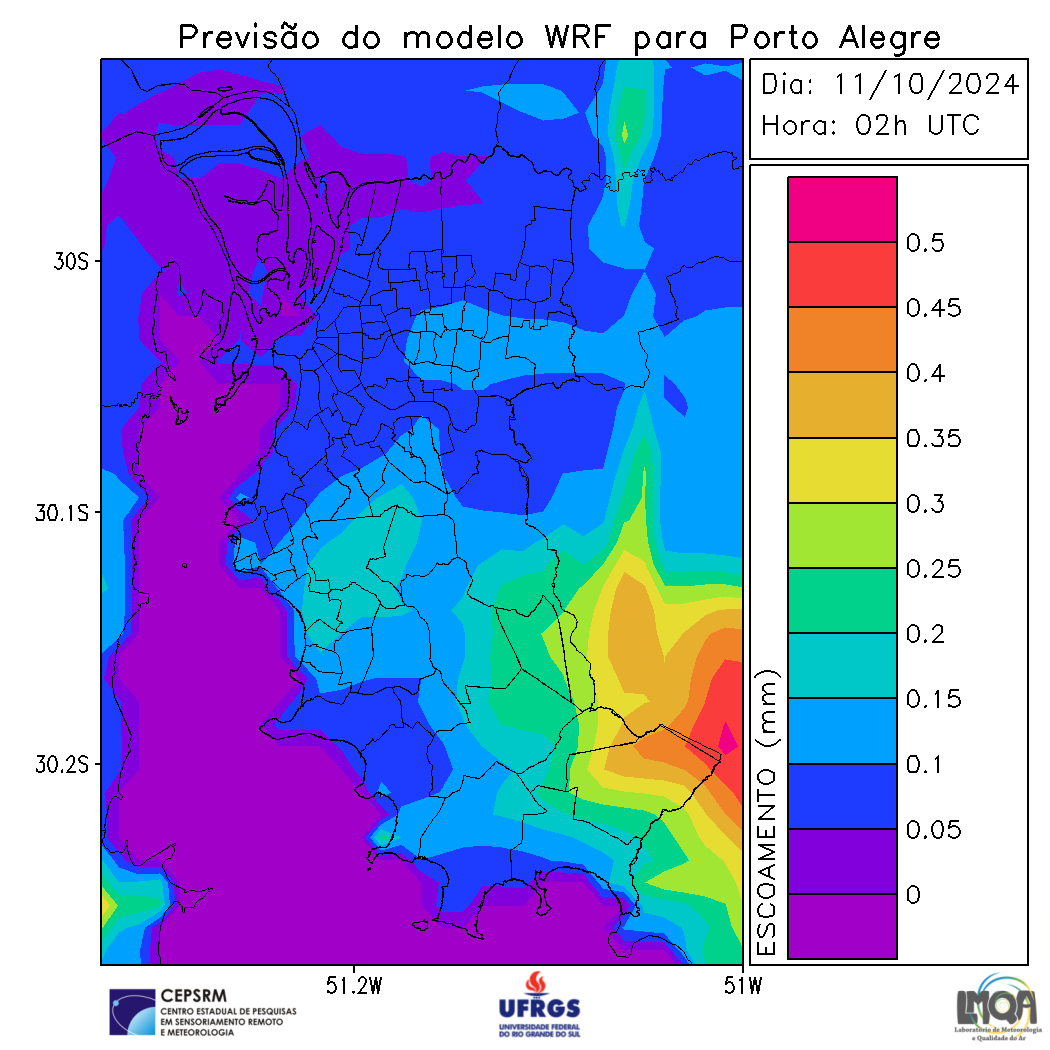 Previsão do modelo WRF para Porto Alegre
Dia: 11/10/2024
Hora: 02h UTC
30S
30.1S
30.2S
51.2W
51W
0.5
0.45
0.4
0.35
0.3
0.25
0.2
0.15
0.1
0.05
0
ESCOAMENTO (mm)
CEPSRM
CENTRO ESTADUAL DE PESQUISAS
EM SENSORIAMENTO REMOTO
E METEOROLOGIA
UFRGS
UNIVERSIDADE FEDERAL
DO RIO GRANDE DO SUL
LMQA
Laboratório de Meteorologia
e Qualidade do Ar